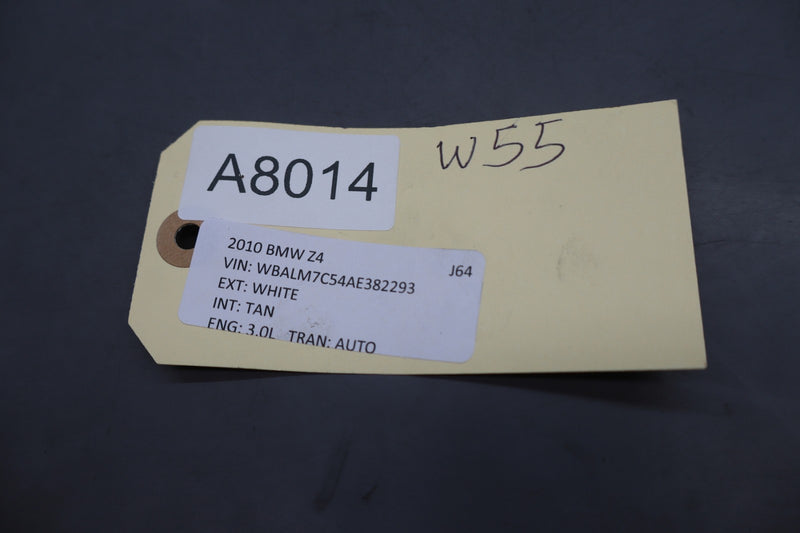 A8014
W55
2010 BMW Z4
J64
VIN: WBALM7C54AE382293
EXT: WHITE
INT: TAN
ENG: 3.0L TRAN: AUTO